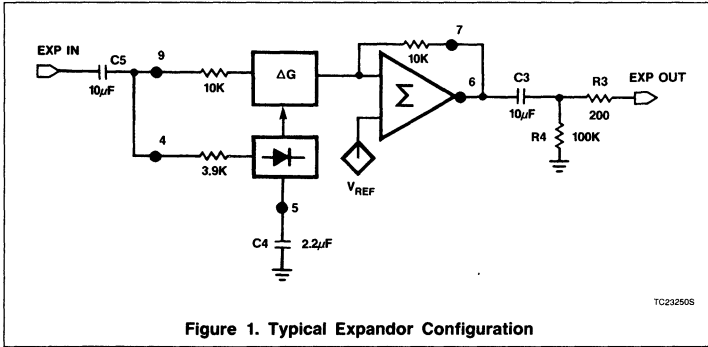 EXP IN
C5
10µF
9
10K
ΔG
7
10K
6
Σ
C3
10µF
R3
200
EXP OUT
R4
100K
4
3.9K
VREF
5
C4
2.2µF
TC23250S
Figure 1. Typical Expandor Configuration